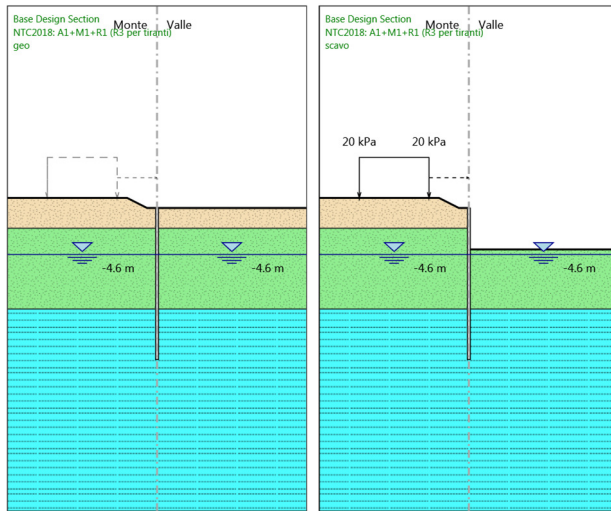 Base Design Section
NTC2018: A1+M1+R1 (R3 per tiranti)
geo
Monte Valle
-4.6 m
-4.6 m
Base Design Section
NTC2018: A1+M1+R1 (R3 per tiranti)
scavo
Monte Valle
20 kPa
20 kPa
-4.6 m
-4.6 m